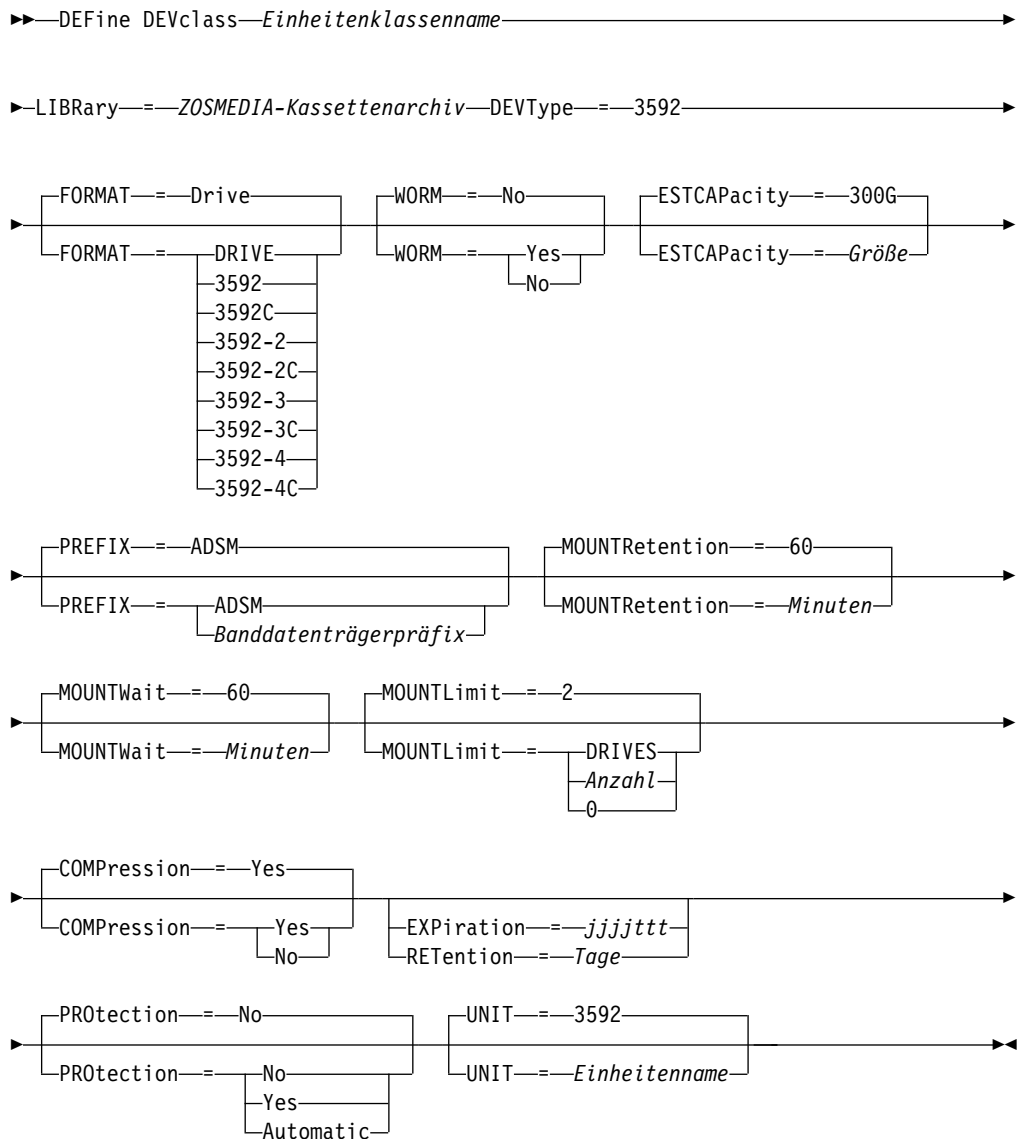 DEFine DEVclass Einheitenklassenname
LIBRary = ZOSMEDIA-Kassettenarchiv DEVType = 3592
FORMAT = Drive WORM = No ESTCAPacity = 300G
FORMAT = DRIVE WORM = Yes ESTCAPacity = Größe
3592 No
3592C
3592-2
3592-2C
3592-3
3592-3C
3592-4
3592-4C
PREFIX = ADSM MOUNTRetention = 60
PREFIX = ADSM MOUNTRetention = Minuten
Banddatenträgerpräfix
MOUNTWait = 60 MOUNTLimit = 2
MOUNTWait = Minuten MOUNTLimit = DRIVES
Anzahl
0
COMPression = Yes
COMPression = Yes EXPiration = jjjjttt
No RETention = Tage
PROtection = No UNIT = 3592
PROtection = No UNIT = Einheitenname
Yes
Automatic